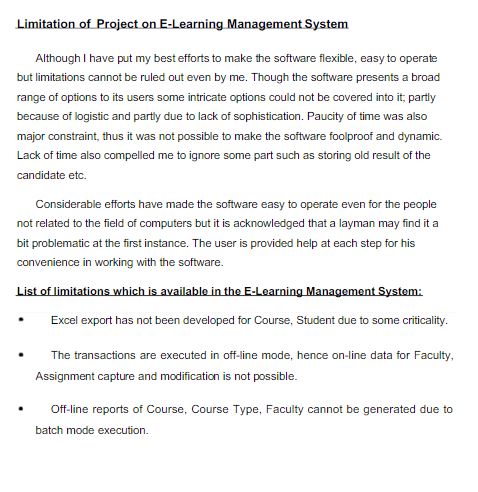 Limitation of Project on E-Learning Management System
Although I have put my best efforts to make the software flexible, easy to operate
but limitations cannot be ruled out even by me. Though the software presents a broad
range of options to its users some intricate options could not be covered into it; partly
because of logistic and partly due to lack of sophistication. Paucity of time was also
major constraint, thus it was not possible to make the software foolproof and dynamic.
Lack of time also compelled me to ignore some part such as storing old result of the
candidate etc.
Considerable efforts have made the software easy to operate even for the people
not related to the field of computers but it is acknowledged that a layman may find it a
bit problematic at the first instance. The user is provided help at each step for his
convenience in working with the software.
List of limitations which is available in the E-Learning Management System:
• Excel export has not been developed for Course, Student due to some criticality.
• The transactions are executed in off-line mode, hence on-line data for Faculty,
Assignment capture and modification is not possible.
• Off-line reports of Course, Course Type, Faculty cannot be generated due to
batch mode execution.